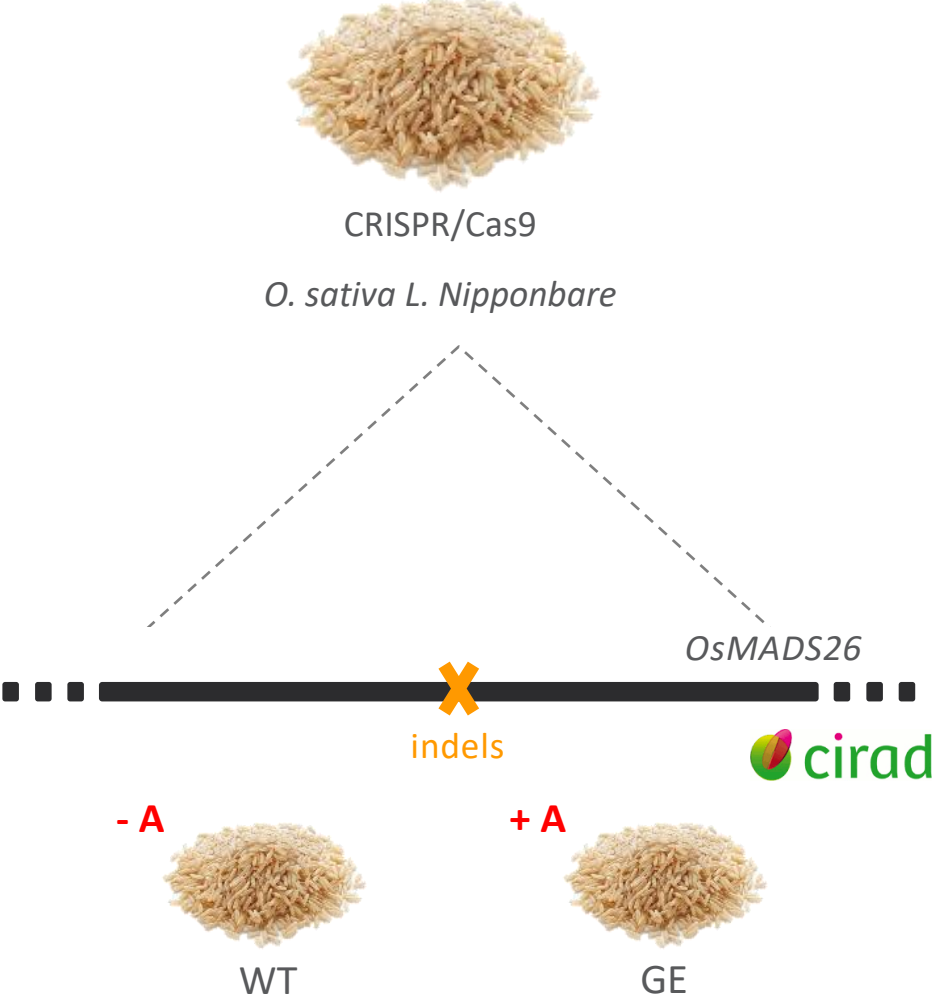 CRISPR/Cas9
O. sativa L. Nipponbare
OsMADS26
indels
cirad
- A
+ A
WT
GE